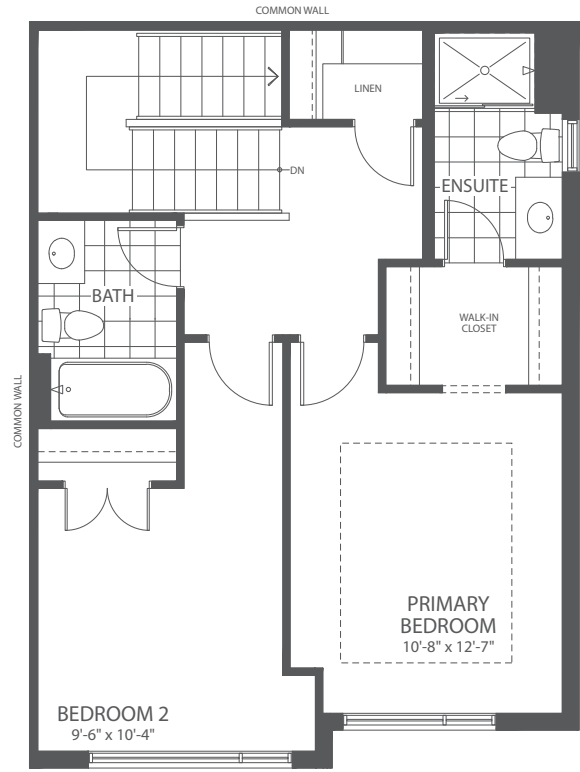 COMMON WALL
LINEN
DN
ENSUITE
BATH
WALK-IN
CLOSET
COMMON WALL
PRIMARY
BEDROOM
10'-8" x 12'-7"
BEDROOM 2
9'-6" x 10'-4"